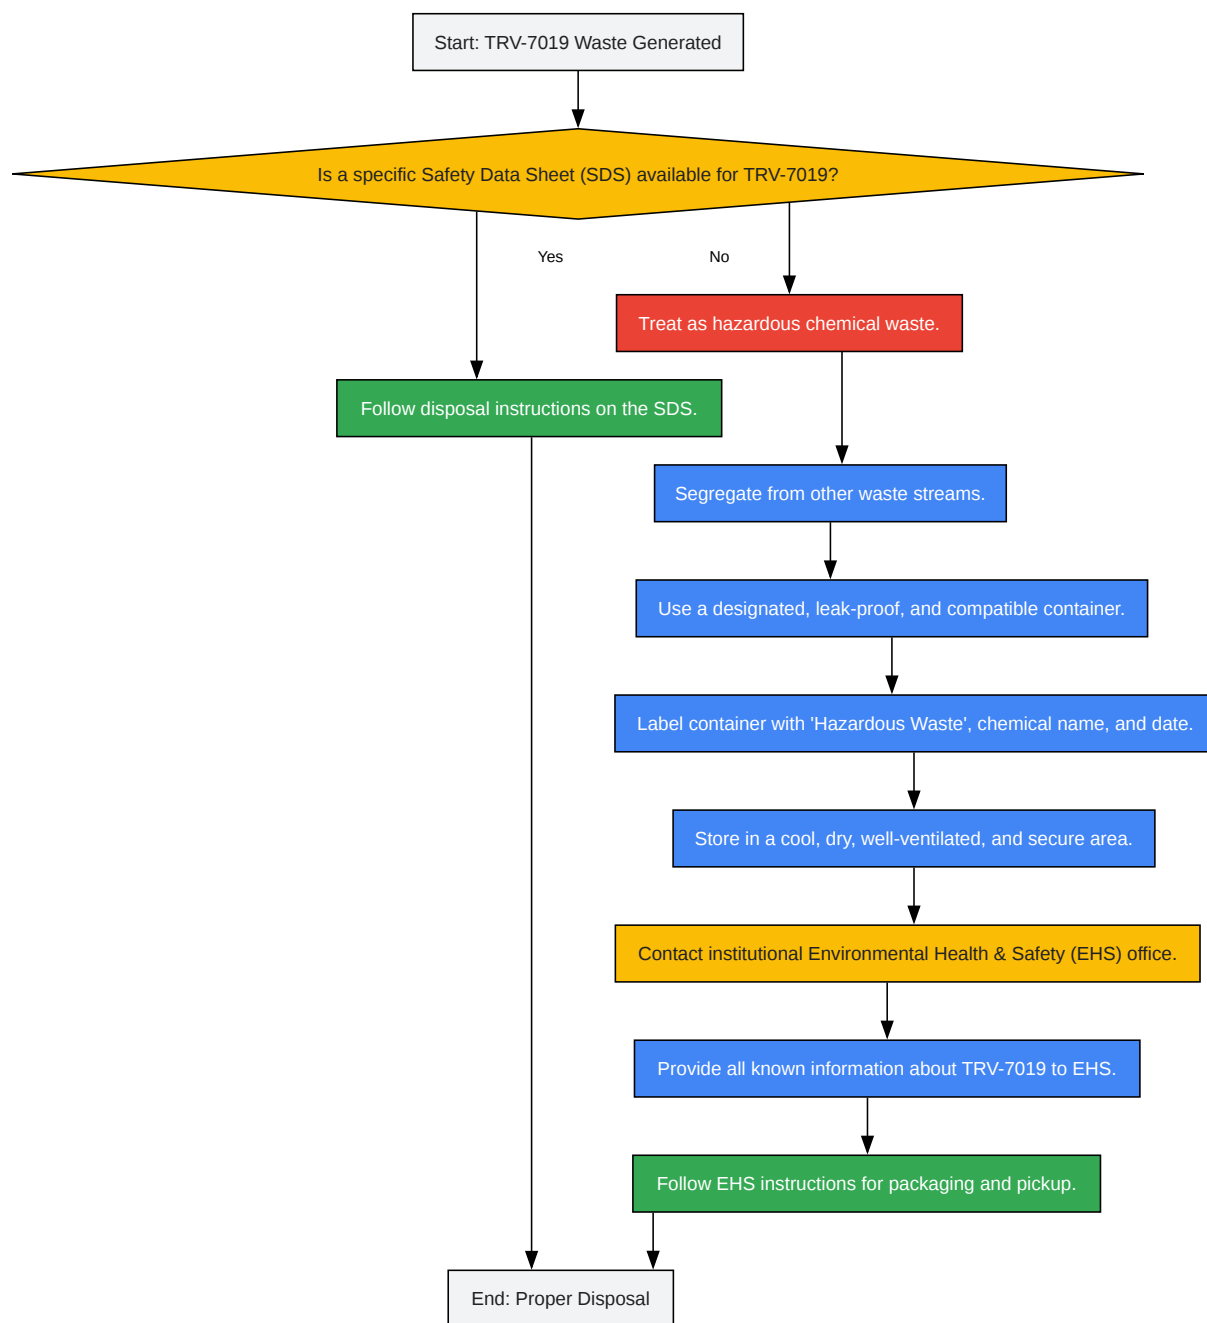 Start: TRV-7019 Waste Generated
Is a specific Safety Data Sheet (SDS) available for TRV-7019?
Yes
No
Treat as hazardous chemical waste.
Follow disposal instructions on the SDS.
Segregate from other waste streams.
Use a designated, leak-proof, and compatible container.
Label container with 'Hazardous Waste', chemical name, and date.
Store in a cool, dry, well-ventilated, and secure area.
Contact institutional Environmental Health & Safety (EHS) office.
Provide all known information about TRV-7019 to EHS.
Follow EHS instructions for packaging and pickup.
End: Proper Disposal